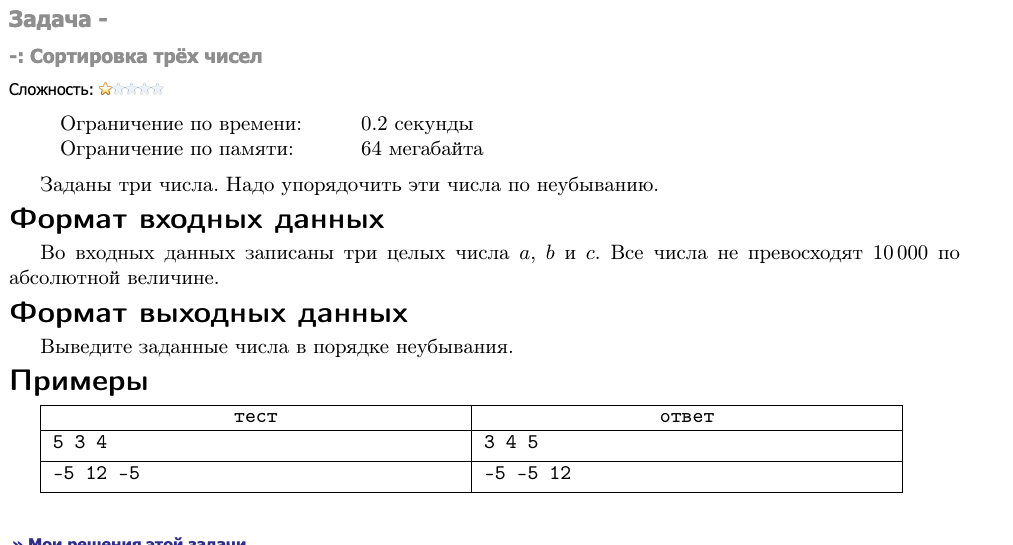 Задача -
-: Сортировка трёх чисел
Сложность:
Ограничение по времени: 0.2 секунды
Ограничение по памяти: 64 мегабайта
Заданы три числа. Надо упорядочить эти числа по неубыванию.
Формат входных данных
Во входных данных записаны три целых числа a, b и c. Все числа не превосходят 10 000 по
абсолютной величине.
Формат выходных данных
Выведите заданные числа в порядке неубывания.
Примеры
тест ответ
5 3 4 3 4 5
-5 12 -5 -5 -5 12
» Мои решения этой задачи